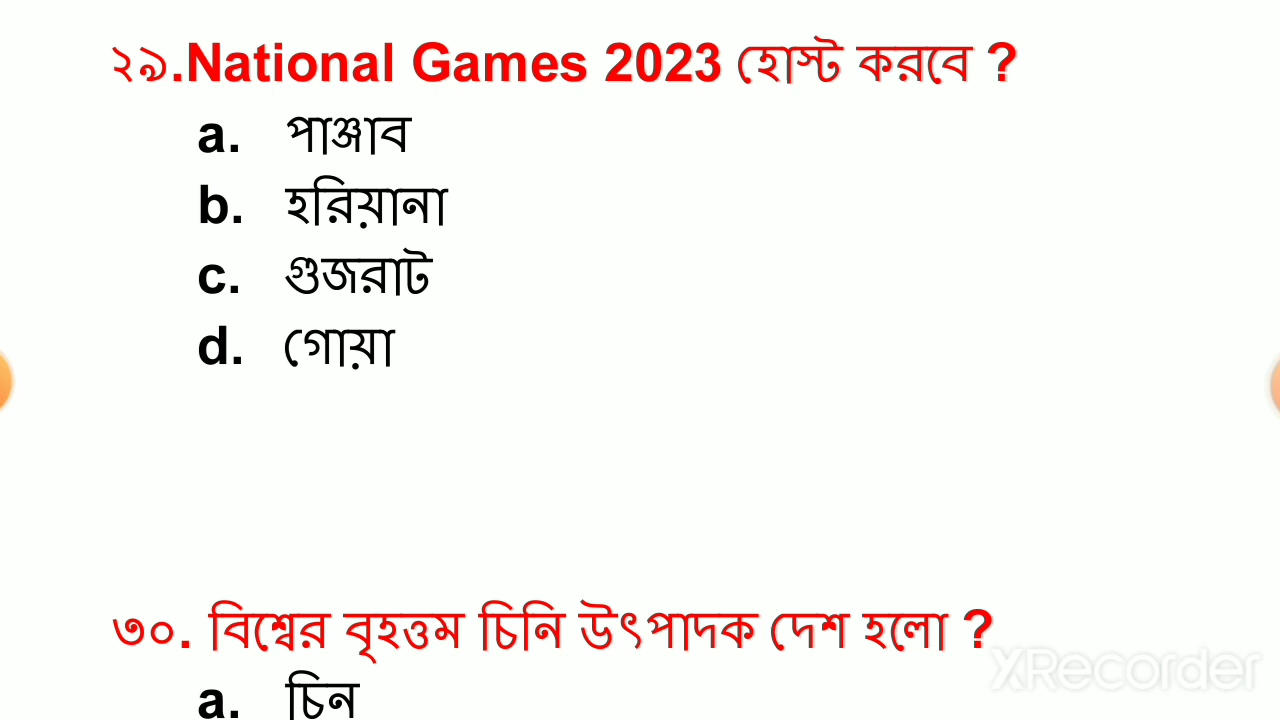 ২৯.National Games 2023 হোস্ট করবে ?
a. পাঞ্জাব
b. হরিয়ানা
c. গুজরাট
d. গোয়া
৩০. বিশ্বের বৃহত্তম চিনি উৎপাদক দেশ হলো ?
XRecorder
a. চিন